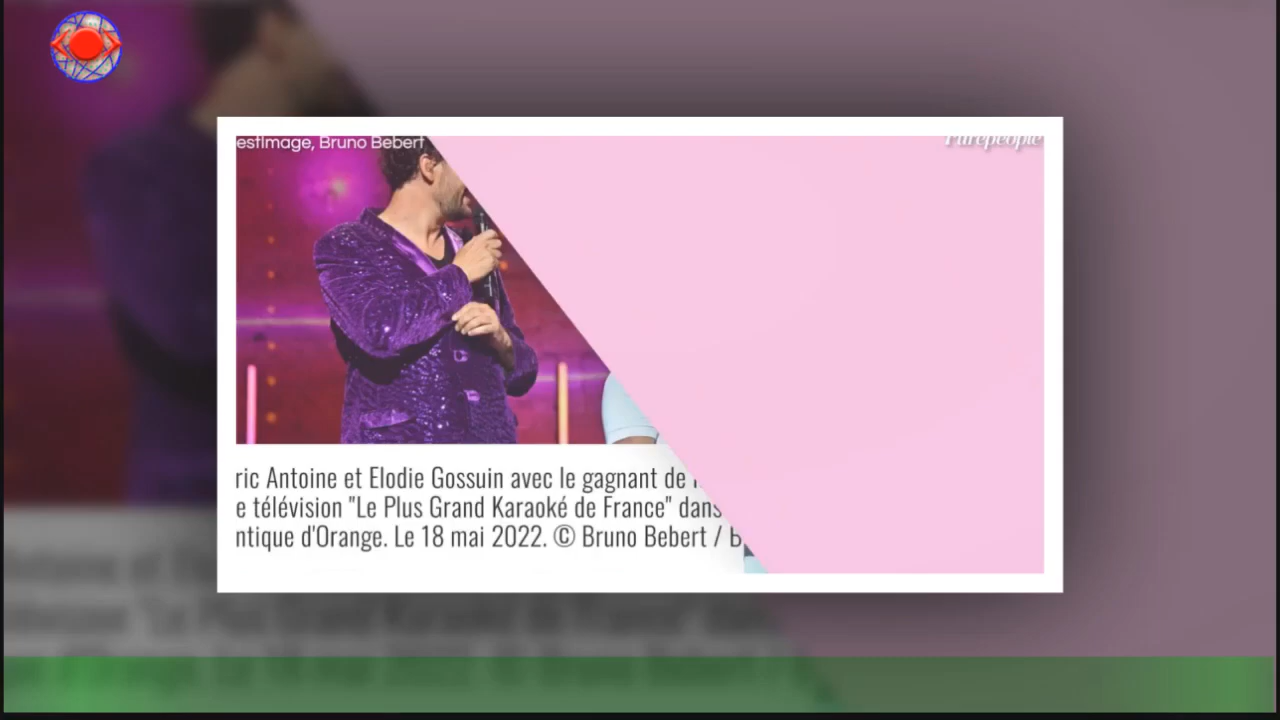 estImage, Bruno Bebert
Purepeople
ric Antoine et Elodie Gossuin avec le gagnant de
e télévision "Le Plus Grand Karaoké de France" dans
ntique d'Orange. Le 18 mai 2022. © Bruno Bebert / B